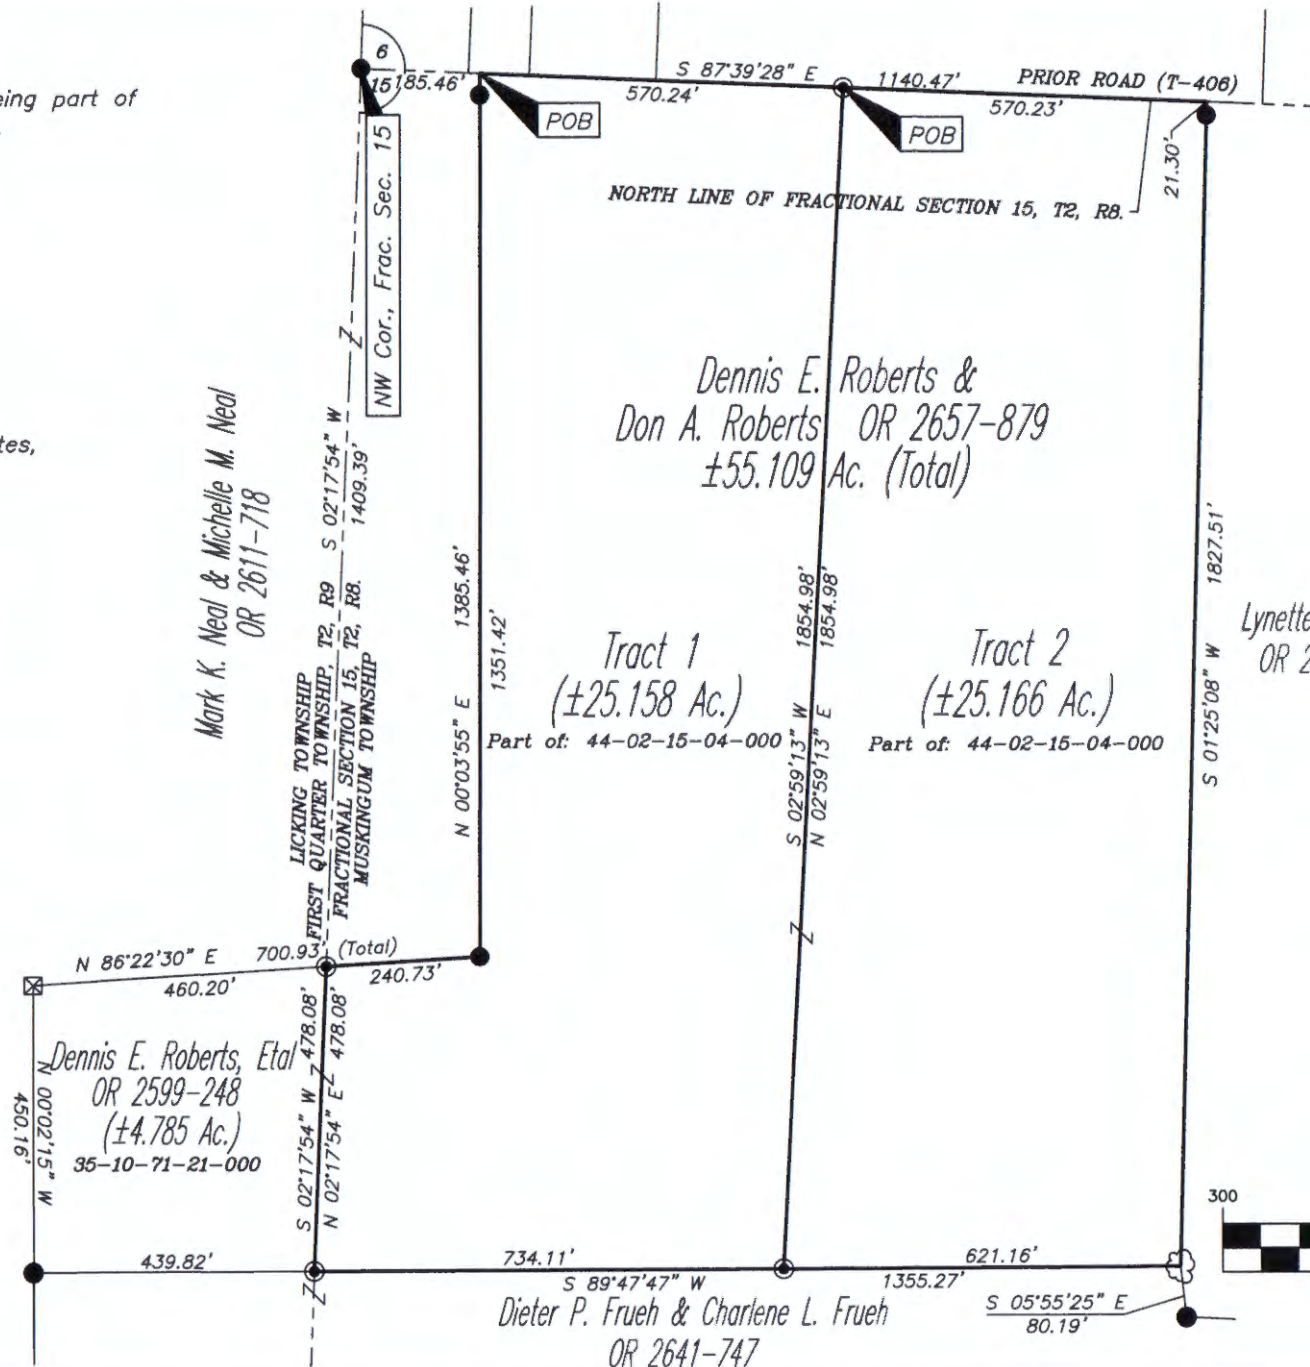 6
15
185.46'
S 87°39'28" E
1140.47'
PRIOR ROAD (T-406)
570.24'
570.23'
eing part of
POB
POB
21.30'
NORTH LINE OF FRACTIONAL SECTION 15, T2, R8.
NW Cor., Frac. Sec. 15
Z
Dennis E. Roberts &
Don A. Roberts OR 2657-879
±55.109 Ac. (Total)
tes,
Mark K. Neal & Michelle M. Neal
OR 2611-718
S 02°17'54" W
1409.39'
LICKING TOWNSHIP
FIRST QUARTER TOWNSHIP, T2, R9
FRACTIONAL SECTION 15, T2, R8.
MUSKINGUM TOWNSHIP
N 00°03'55" E 1385.46'
1351.42'
Tract 1
(±25.158 Ac.)
Part of: 44-02-15-04-000
S 02°59'13" W 1854.98'
N 02°59'13" E 1854.98'
Z
Tract 2
(±25.166 Ac.)
Part of: 44-02-15-04-000
S 01°25'08" W 1827.51'
Lynette
OR 2
N 86°22'30" E 700.93' (Total)
460.20'
240.73'
Dennis E. Roberts, Etal
OR 2599-248
(±4.785 Ac.)
35-10-71-21-000
N 00°02'15" W
450.16'
S 02°17'54" W Z 478.08'
N 02°17'54" E 478.08'
Z
439.82'
734.11'
621.16'
S 89°47'47" W
1355.27'
Z
S 05°55'25" E
80.19'
Dieter P. Frueh & Charlene L. Frueh
OR 2641-747
300